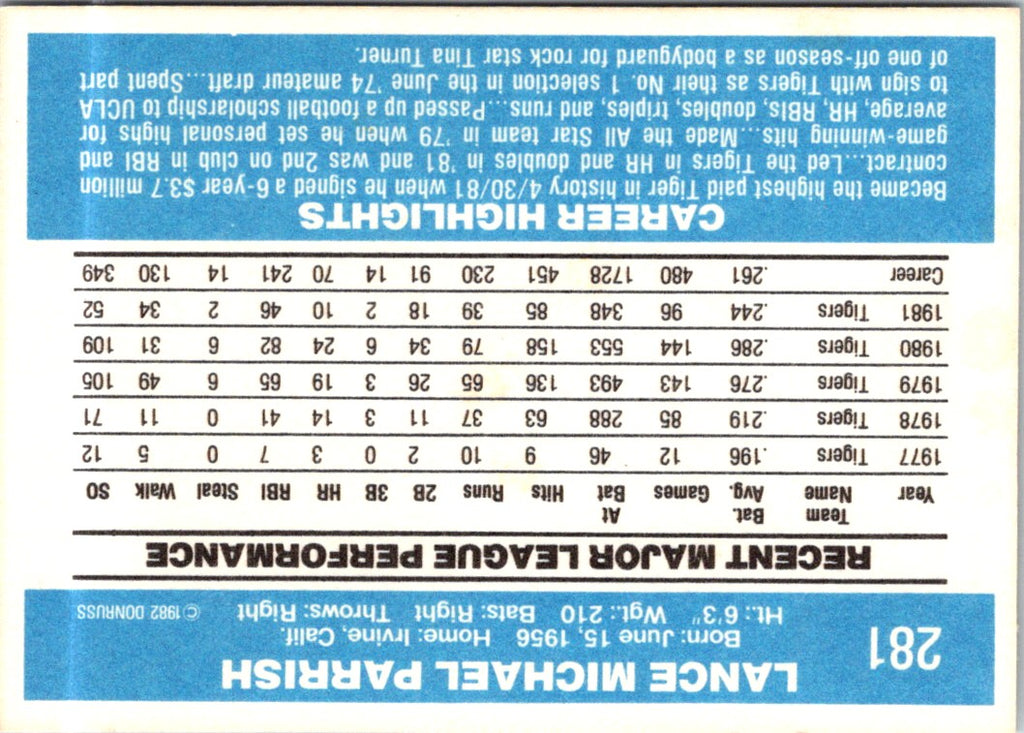 281
LANCE MICHAEL PARRISH
Born: June 15, 1956 Home: Irvine, Calif.
Ht.: 6'3" Wgt.: 210 Bats: Right Throws: Right
© 1982 DONRUSS
RECENT MAJOR LEAGUE PERFORMANCE
Year Team Name Bat. Avg. Games At Bat Hits Runs 2B 3B HR RBI Steal Walk SO
1977 Tigers .196 12 46 9 10 2 0 3 7 0 5 12
1978 Tigers .219 85 288 63 37 11 3 14 41 0 11 71
1979 Tigers .276 143 493 136 65 26 3 19 65 6 49 105
1980 Tigers .286 144 553 158 79 34 6 24 82 6 31 109
1981 Tigers .244 96 348 85 39 18 2 10 46 2 34 52
Career .261 480 1728 451 230 91 14 70 241 14 130 349
CAREER HIGHLIGHTS
Became the highest paid Tiger in history 4/30/81 when he signed a 6-year $3.7 million
contract...Led the Tigers in HR and doubles in '81 and was 2nd on club in RBI and
game-winning hits...Made the All Star team in '79 when he set personal highs for
average, HR, RBIs, doubles, triples, and runs...Passed up a football scholarship to UCLA
to sign with Tigers as their No. 1 selection in the June '74 amateur draft...Spent part
of one off-season as a bodyguard for rock star Tina Turner.